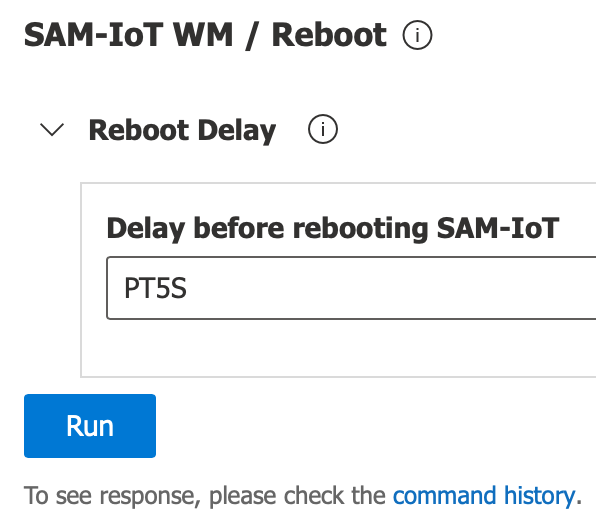 SAM-IoT WM / Reboot
Reboot Delay
Delay before rebooting SAM-IoT
PT5S
Run
To see response, please check the command history.